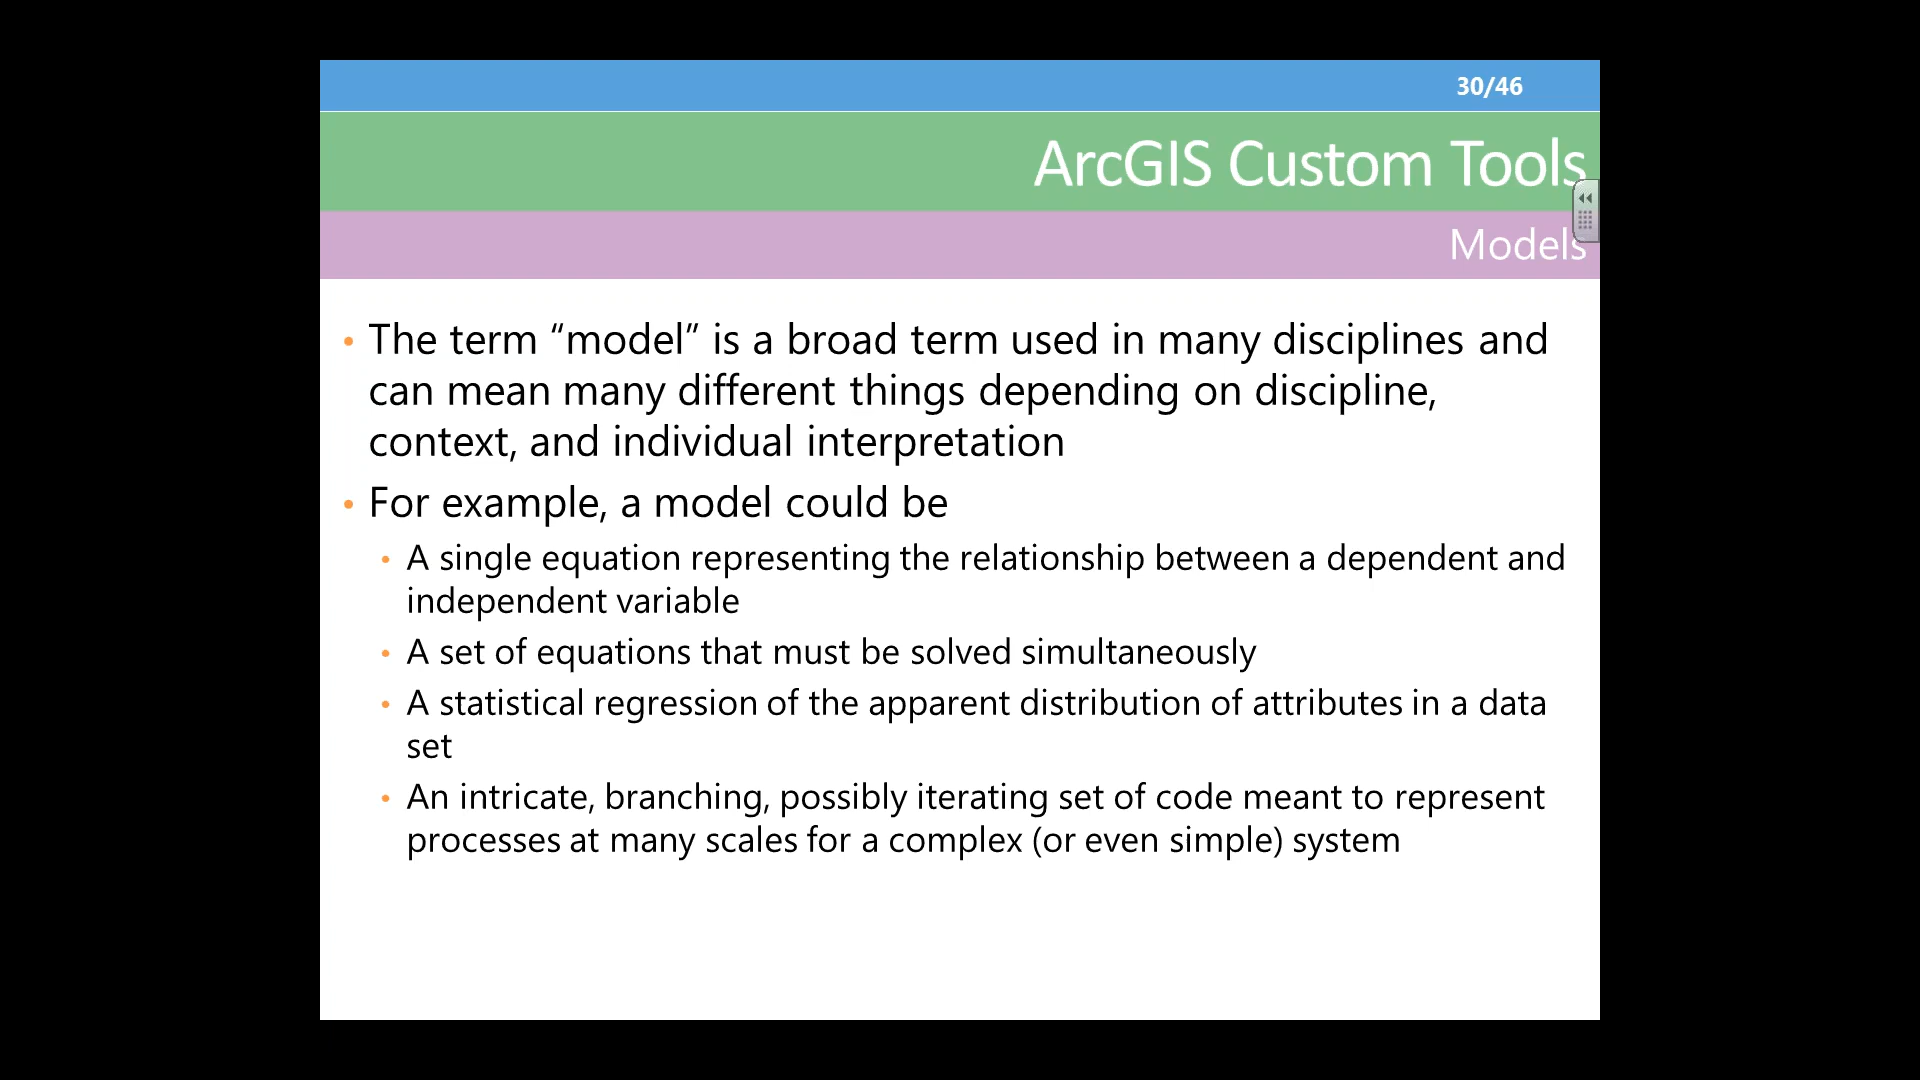 30/46
ArcGIS Custom Tools
Models
• The term “model” is a broad term used in many disciplines and
can mean many different things depending on discipline,
context, and individual interpretation
• For example, a model could be
• A single equation representing the relationship between a dependent and
independent variable
• A set of equations that must be solved simultaneously
• A statistical regression of the apparent distribution of attributes in a data
set
• An intricate, branching, possibly iterating set of code meant to represent
processes at many scales for a complex (or even simple) system